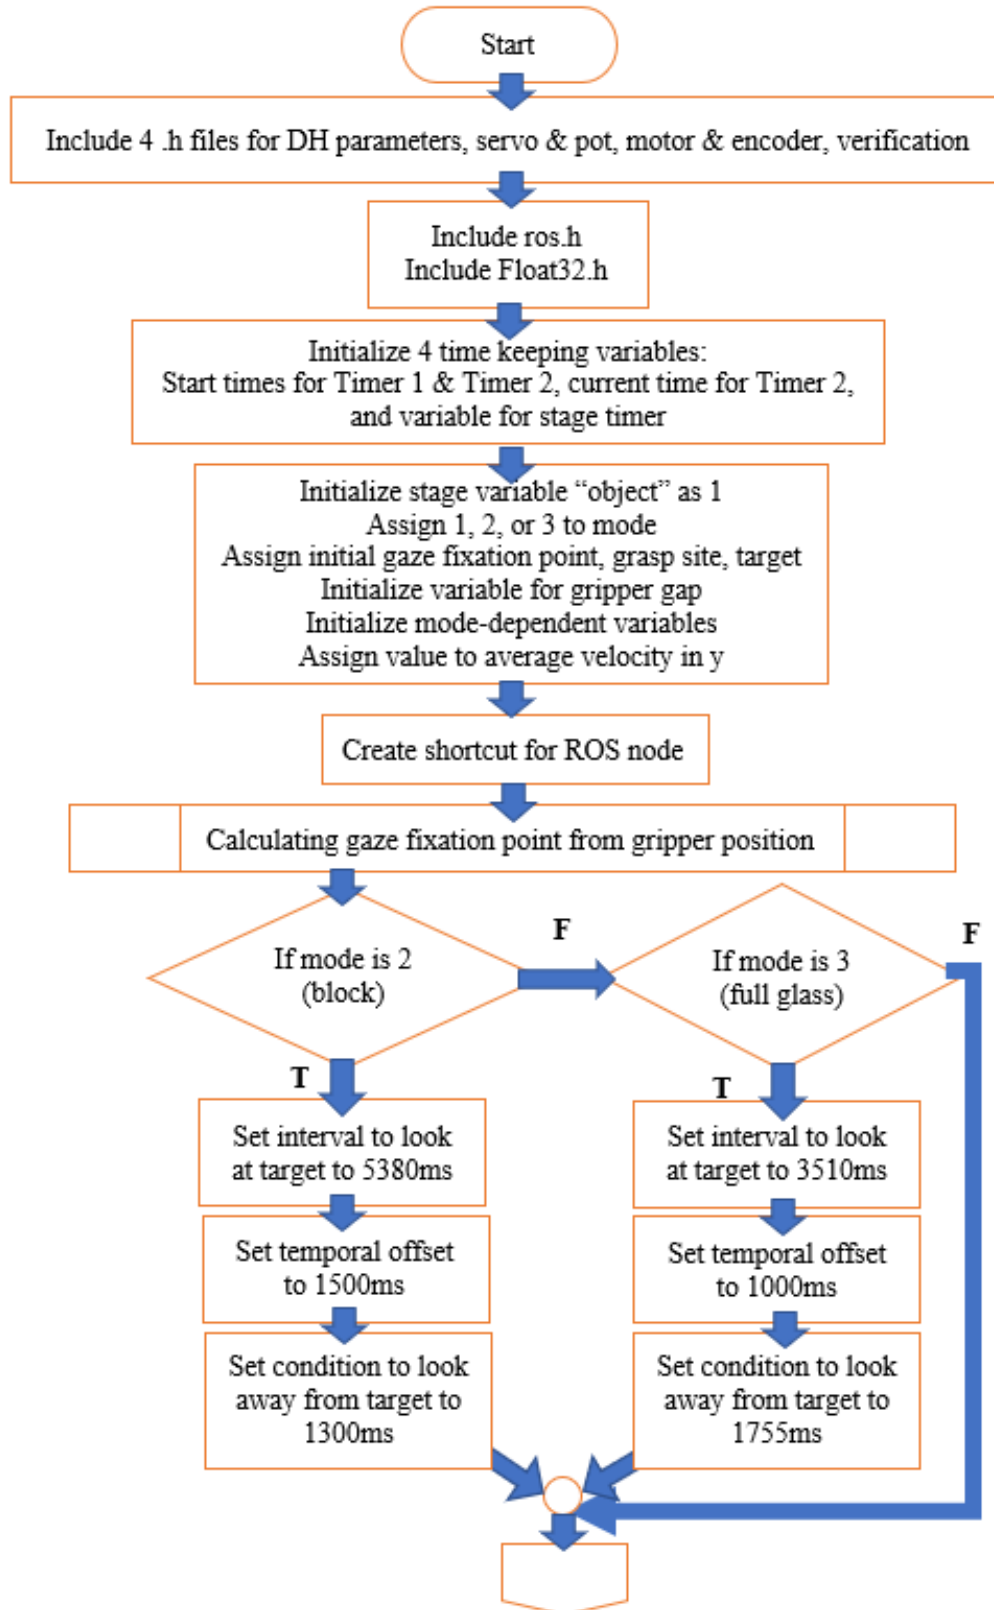 Start
Include 4 .h files for DH parameters, servo & pot, motor & encoder, verification
Include ros.h
Include Float32.h
Initialize 4 time keeping variables:
Start times for Timer 1 & Timer 2, current time for Timer 2,
and variable for stage timer
Initialize stage variable “object” as 1
Assign 1, 2, or 3 to mode
Assign initial gaze fixation point, grasp site, target
Initialize variable for gripper gap
Initialize mode-dependent variables
Assign value to average velocity in y
Create shortcut for ROS node
Calculating gaze fixation point from gripper position
If mode is 2
(block)
F
If mode is 3
(full glass)
F
T
Set interval to look
at target to 5380ms
Set temporal offset
to 1500ms
Set condition to look
away from target to
1300ms
T
Set interval to look
at target to 3510ms
Set temporal offset
to 1000ms
Set condition to look
away from target to
1755ms